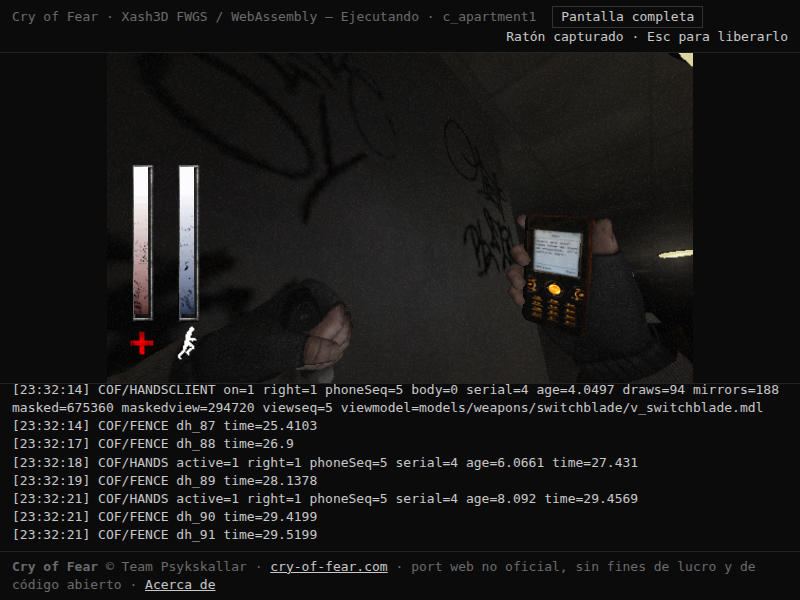 Cry of Fear · Xash3D FWGS / WebAssembly — Ejecutando · c_apartment1
Pantalla completa
Ratón capturado · Esc para liberarlo
[23:32:14] COF/HANDSCLIENT on=1 right=1 phoneSeq=5 body=0 serial=4 age=4.0497 draws=94 mirrors=188
masked=675360 maskedview=294720 viewseq=5 viewmodel=models/weapons/switchblade/v_switchblade.mdl
[23:32:14] COF/FENCE dh_87 time=25.4103
[23:32:17] COF/FENCE dh_88 time=26.9
[23:32:18] COF/HANDS active=1 right=1 phoneSeq=5 serial=4 age=6.0661 time=27.431
[23:32:19] COF/FENCE dh_89 time=28.1378
[23:32:21] COF/HANDS active=1 right=1 phoneSeq=5 serial=4 age=8.092 time=29.4569
[23:32:21] COF/FENCE dh_90 time=29.4199
[23:32:21] COF/FENCE dh_91 time=29.5199
Cry of Fear © Team Psykskallar · cry-of-fear.com · port web no oficial, sin fines de lucro y de
código abierto · Acerca de